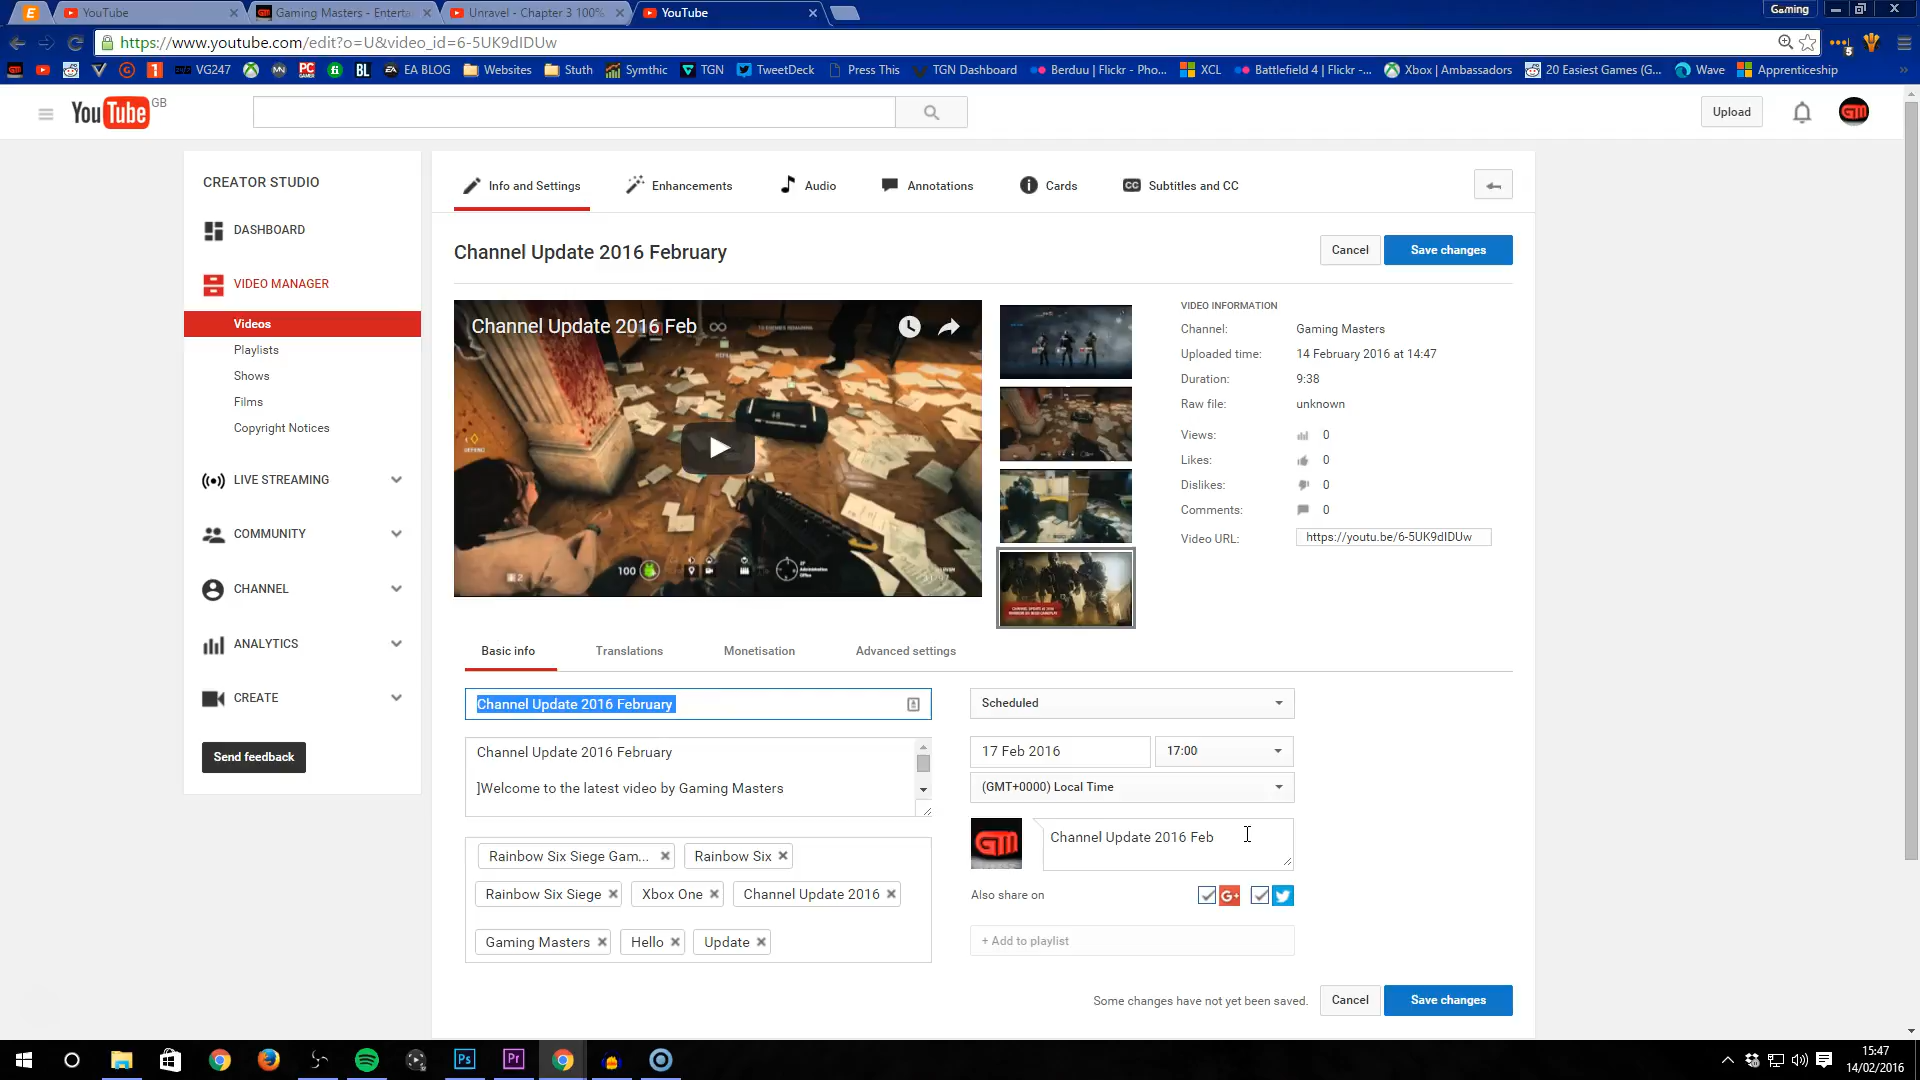 YouTube
Gaming Masters - Enterta
Unravel - Chapter 3 100%
YouTube
Gaming
https://www.youtube.com/edit?o=U&video_id=6-5UK9dIDUw
VG247
BL
EA BLOG
Websites
Stuth
Symthic
TGN
TweetDeck
Press This
TGN Dashboard
Berduu | Flickr - Pho...
XCL
Battlefield 4 | Flickr -...
Xbox | Ambassadors
20 Easiest Games (G...
Wave
Apprenticeship
YouTube GB
Upload
CREATOR STUDIO
DASHBOARD
VIDEO MANAGER
Videos
Playlists
Shows
Films
Copyright Notices
LIVE STREAMING
COMMUNITY
CHANNEL
ANALYTICS
CREATE
Send feedback
Info and Settings
Enhancements
Audio
Annotations
Cards
CC Subtitles and CC
Channel Update 2016 February
Cancel
Save changes
Channel Update 2016 Feb
100
VIDEO INFORMATION
Channel: Gaming Masters
Uploaded time: 14 February 2016 at 14:47
Duration: 9:38
Raw file: unknown
Views: 0
Likes: 0
Dislikes: 0
Comments: 0
Video URL: https://youtu.be/6-5UK9dIDUw
Basic info
Translations
Monetisation
Advanced settings
Channel Update 2016 February
Channel Update 2016 February
]Welcome to the latest video by Gaming Masters
Rainbow Six Siege Gam...
Rainbow Six
Rainbow Six Siege
Xbox One
Channel Update 2016
Gaming Masters
Hello
Update
Scheduled
17 Feb 2016
17:00
(GMT+0000) Local Time
GM
Channel Update 2016 Feb
Also share on
G+
+ Add to playlist
Some changes have not yet been saved.
Cancel
Save changes
Ps
Pr
15:47
14/02/2016